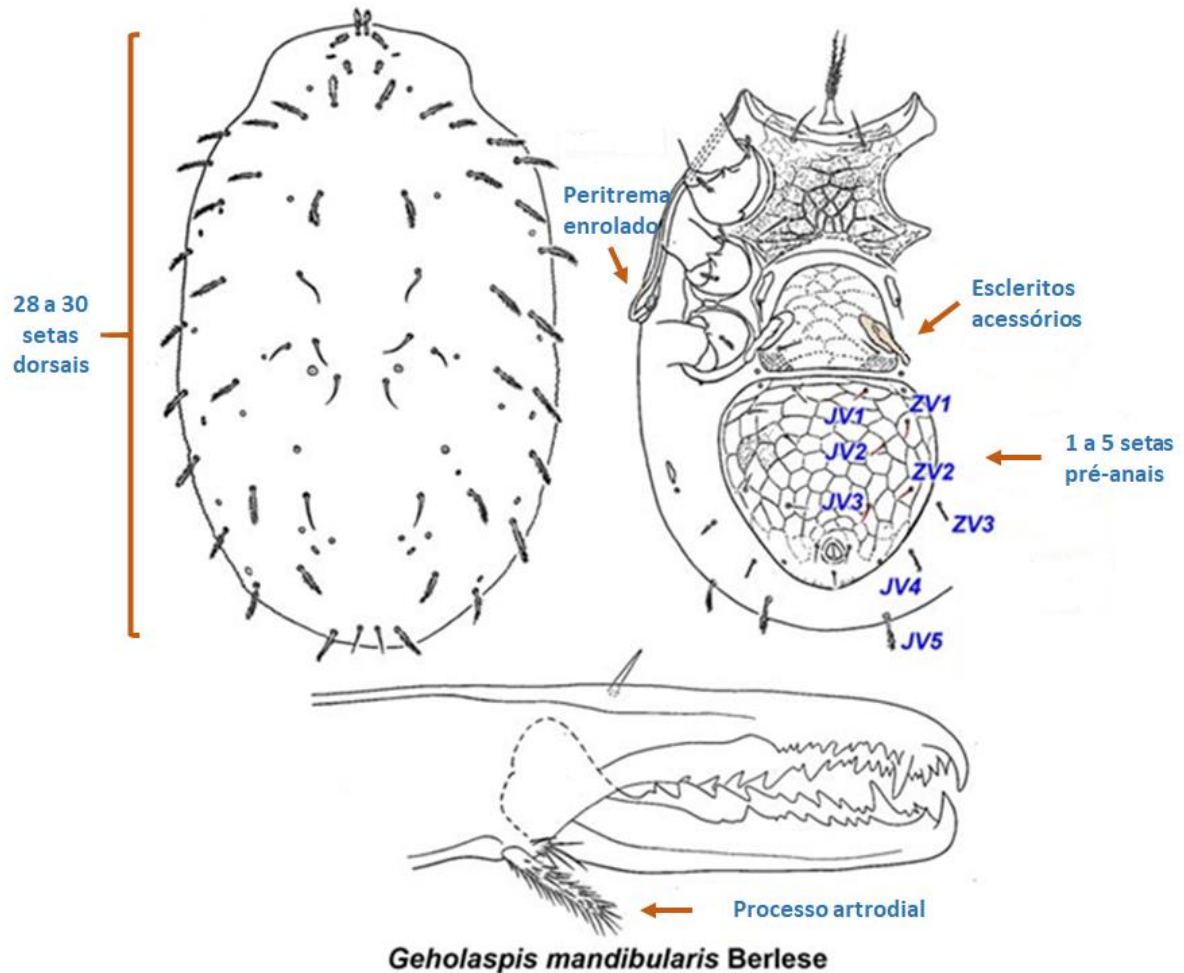 Peritrema
enrolado
28 a 30
setas
dorsais
Escleritos
acessórios
ZV1
JV1
JV2
1 a 5 setas
pré-anais
ZV2
JV3
ZV3
JV4
JV5
Processo artrodial
Geholaspis mandibularis Berlese